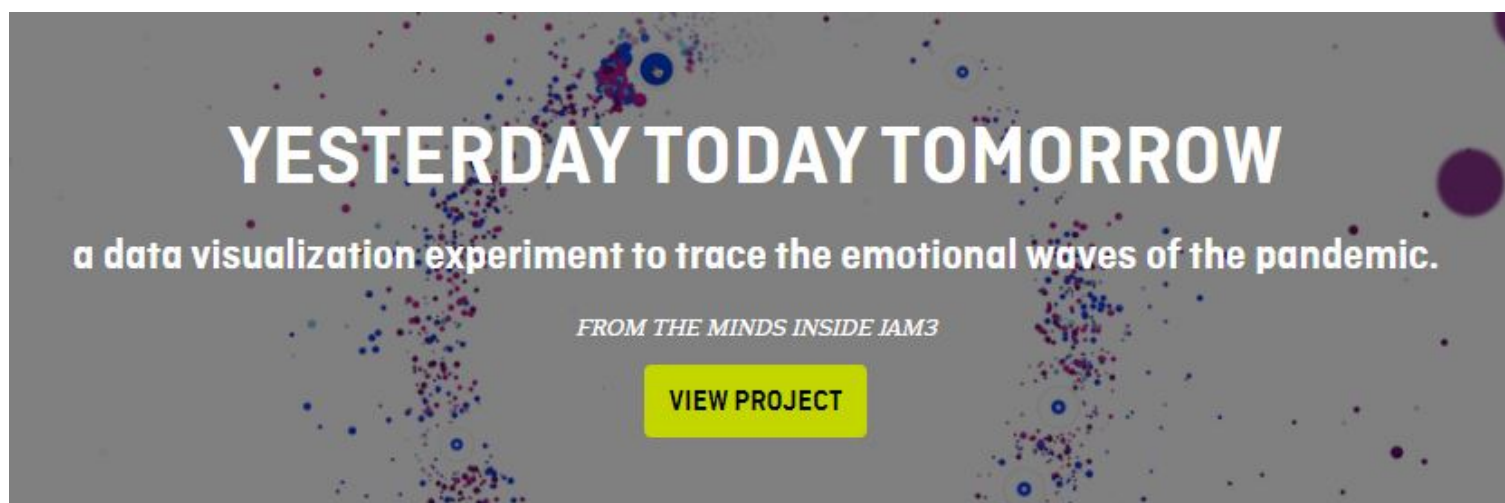 YESTERDAY TODAY TOMORROW
a data visualization experiment to trace the emotional waves of the pandemic.
FROM THE MINDS INSIDE IAM3
VIEW PROJECT